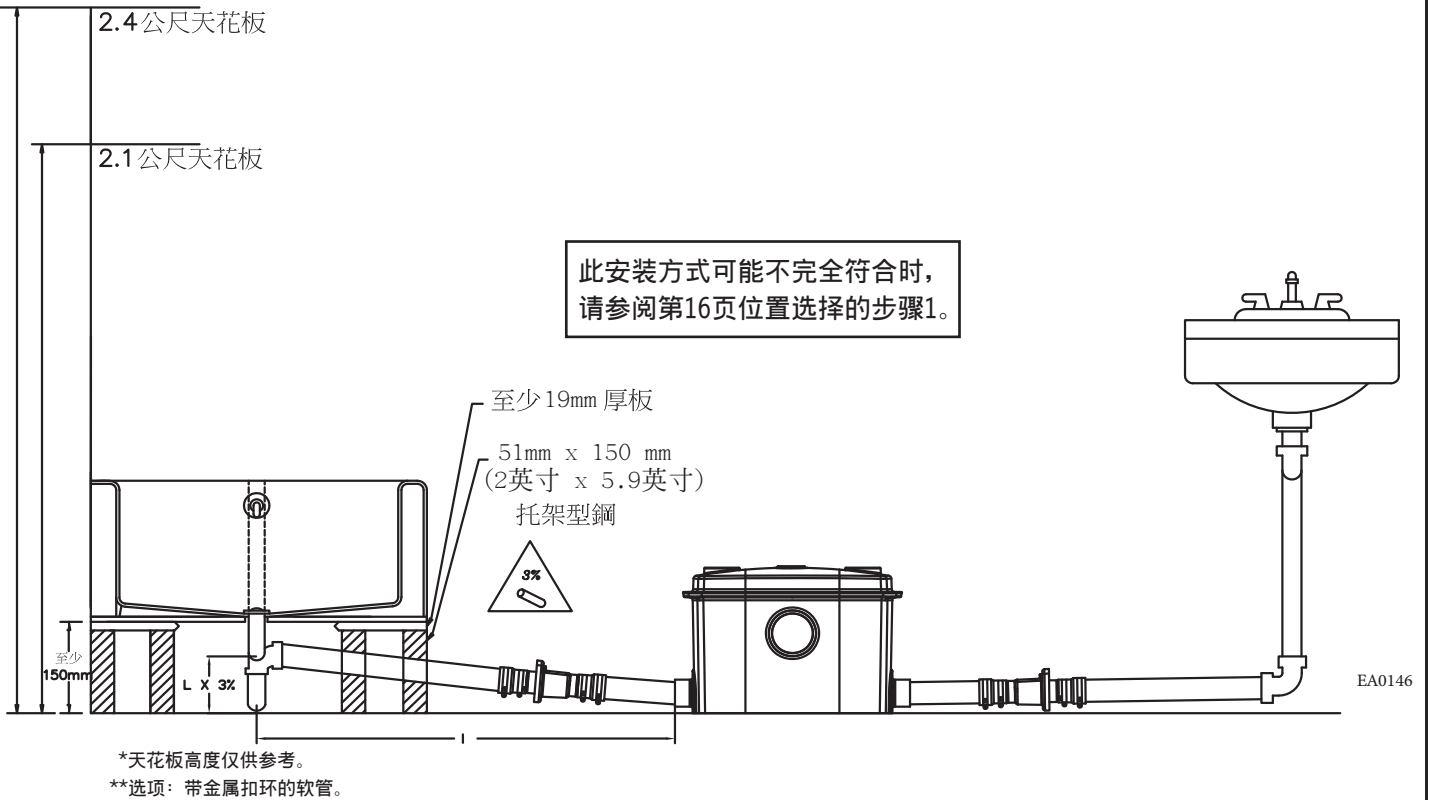 2.4公尺天花板
2.1公尺天花板
此安装方式可能不完全符合时,
请参阅第16页位置选择的步骤1。
至少19mm 厚板
51mm x 150 mm
(2英寸 x 5.9英寸)
托架型鋼
3%
至少
150mm
L X 3%
EA0146
l
*天花板高度仅供参考。
**选项: 带金属扣环的软管。